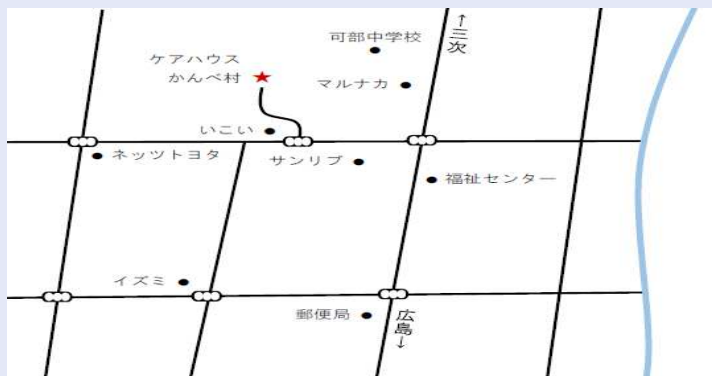 ↑三次
可部中学校
ケアハウス
かんべ村
マルナカ
いこい
ネッツトヨタ
サンリブ
福祉センター
イズミ
郵便局
広島↓